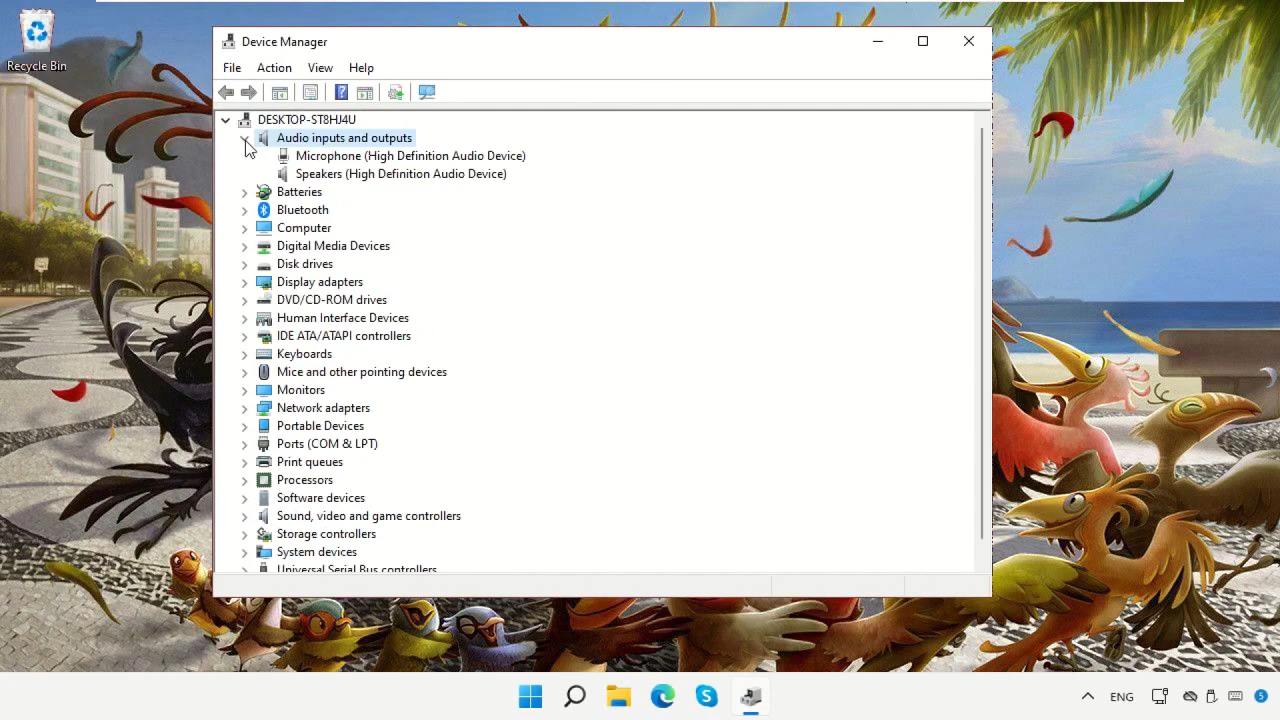 Recycle Bin
Device Manager
File Action View Help
DESKTOP-ST8HJ4U
Audio inputs and outputs
Microphone (High Definition Audio Device)
Speakers (High Definition Audio Device)
Batteries
Bluetooth
Computer
Digital Media Devices
Disk drives
Display adapters
DVD/CD-ROM drives
Human Interface Devices
IDE ATA/ATAPI controllers
Keyboards
Mice and other pointing devices
Monitors
Network adapters
Portable Devices
Ports (COM & LPT)
Print queues
Processors
Software devices
Sound, video and game controllers
Storage controllers
System devices
Universal Serial Bus controllers
ENG
5